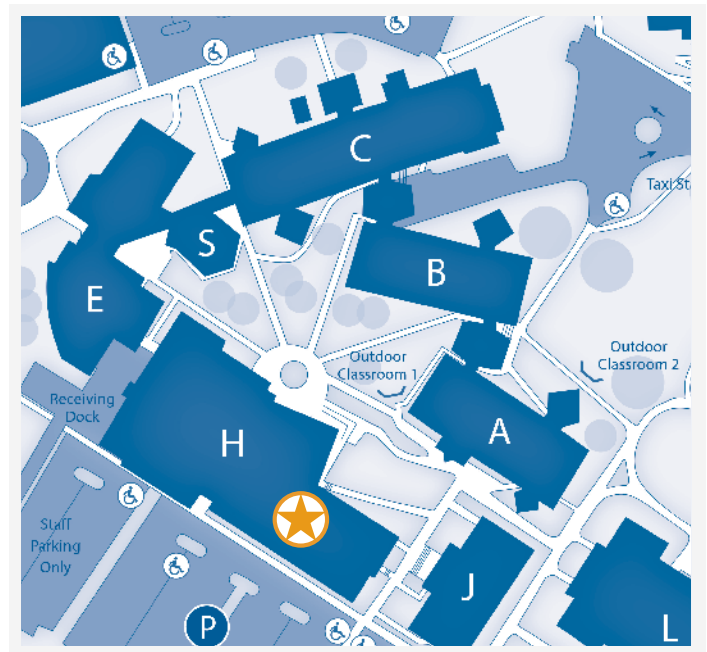 C
Taxi St
S
B
E
Outdoor
Classroom 1
Outdoor
Classroom 2
Receiving
Dock
A
H
Staff
Parking
Only
J
P
L